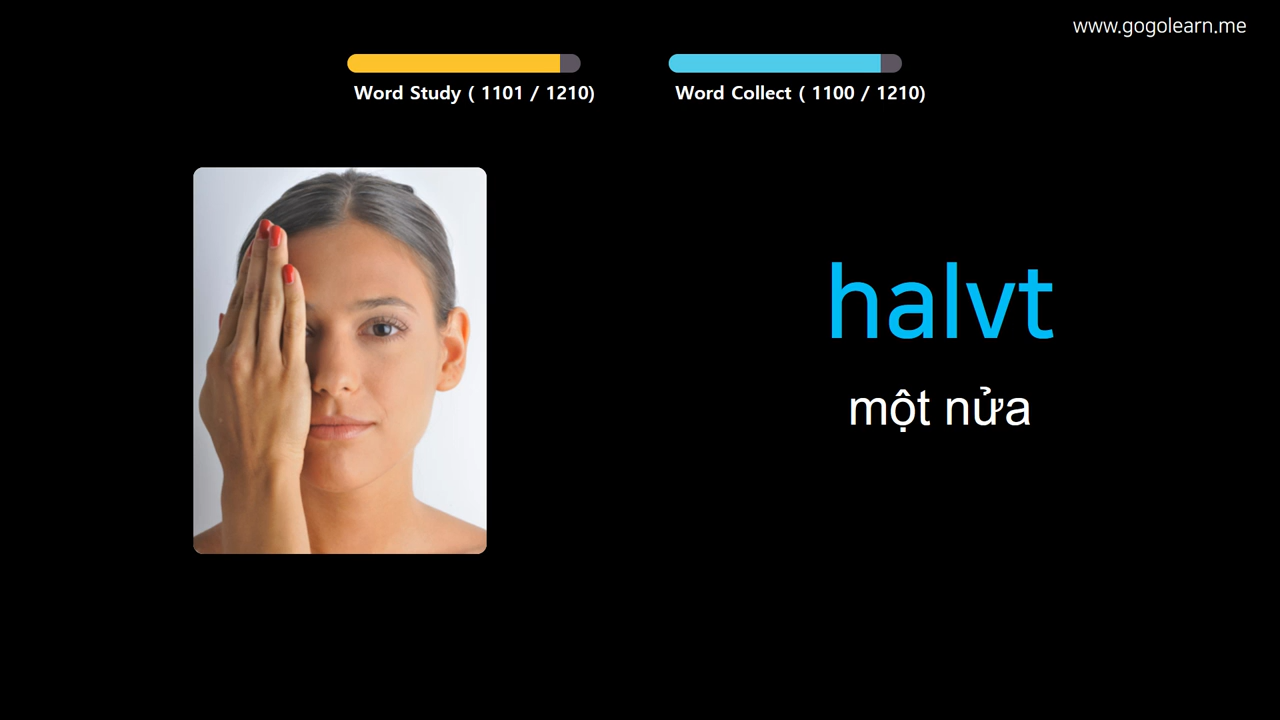 www.gogolearn.me
Word Study ( 1101 / 1210)
Word Collect ( 1100 / 1210)
halvt
một nửa